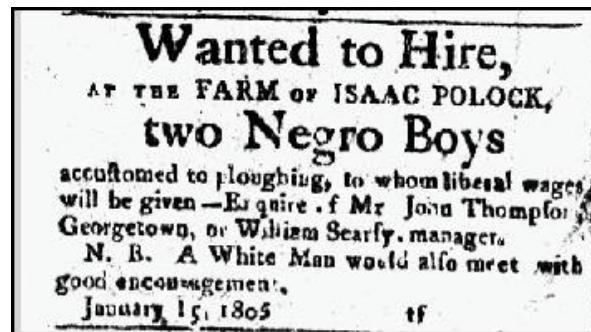 Wanted to Hire,
AT THE FARM OF ISAAC POLOCK,
two Negro Boys
accuſtomed to ploughing, to whom liberal wages
will be given — Enquire of Mr John Thompſon,
Georgetown, or William Searſy, manager.
N. B. A White Man would alſo meet with
good encouragement.
January 15, 1805 tf